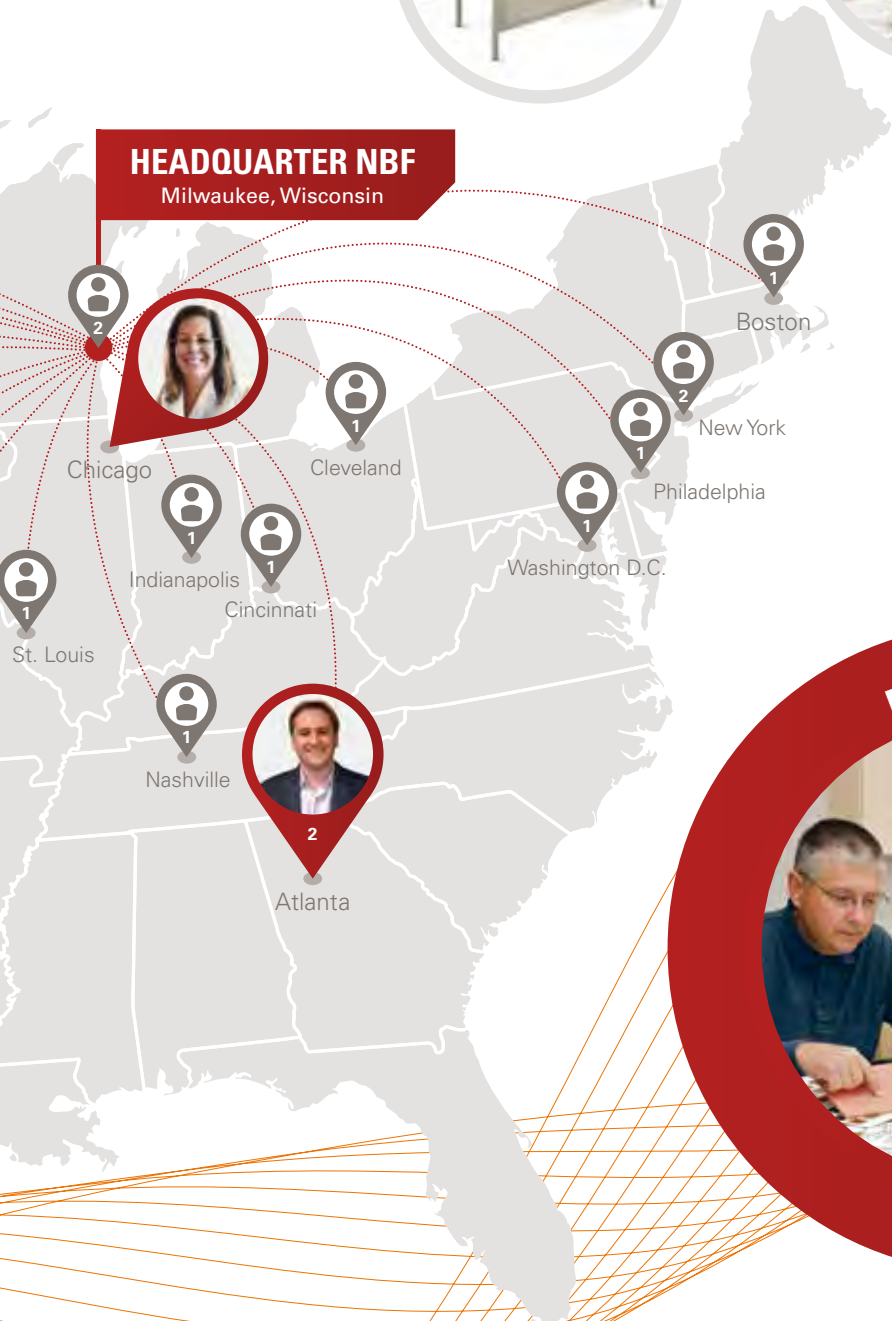 HEADQUARTER NBF
Milwaukee, Wisconsin
1
Boston
2
2
New York
1
Cleveland
1
Philadelphia
Chicago
1
Washington D.C.
1
Indianapolis
1
Cincinnati
1
St. Louis
1
Nashville
2
Atlanta